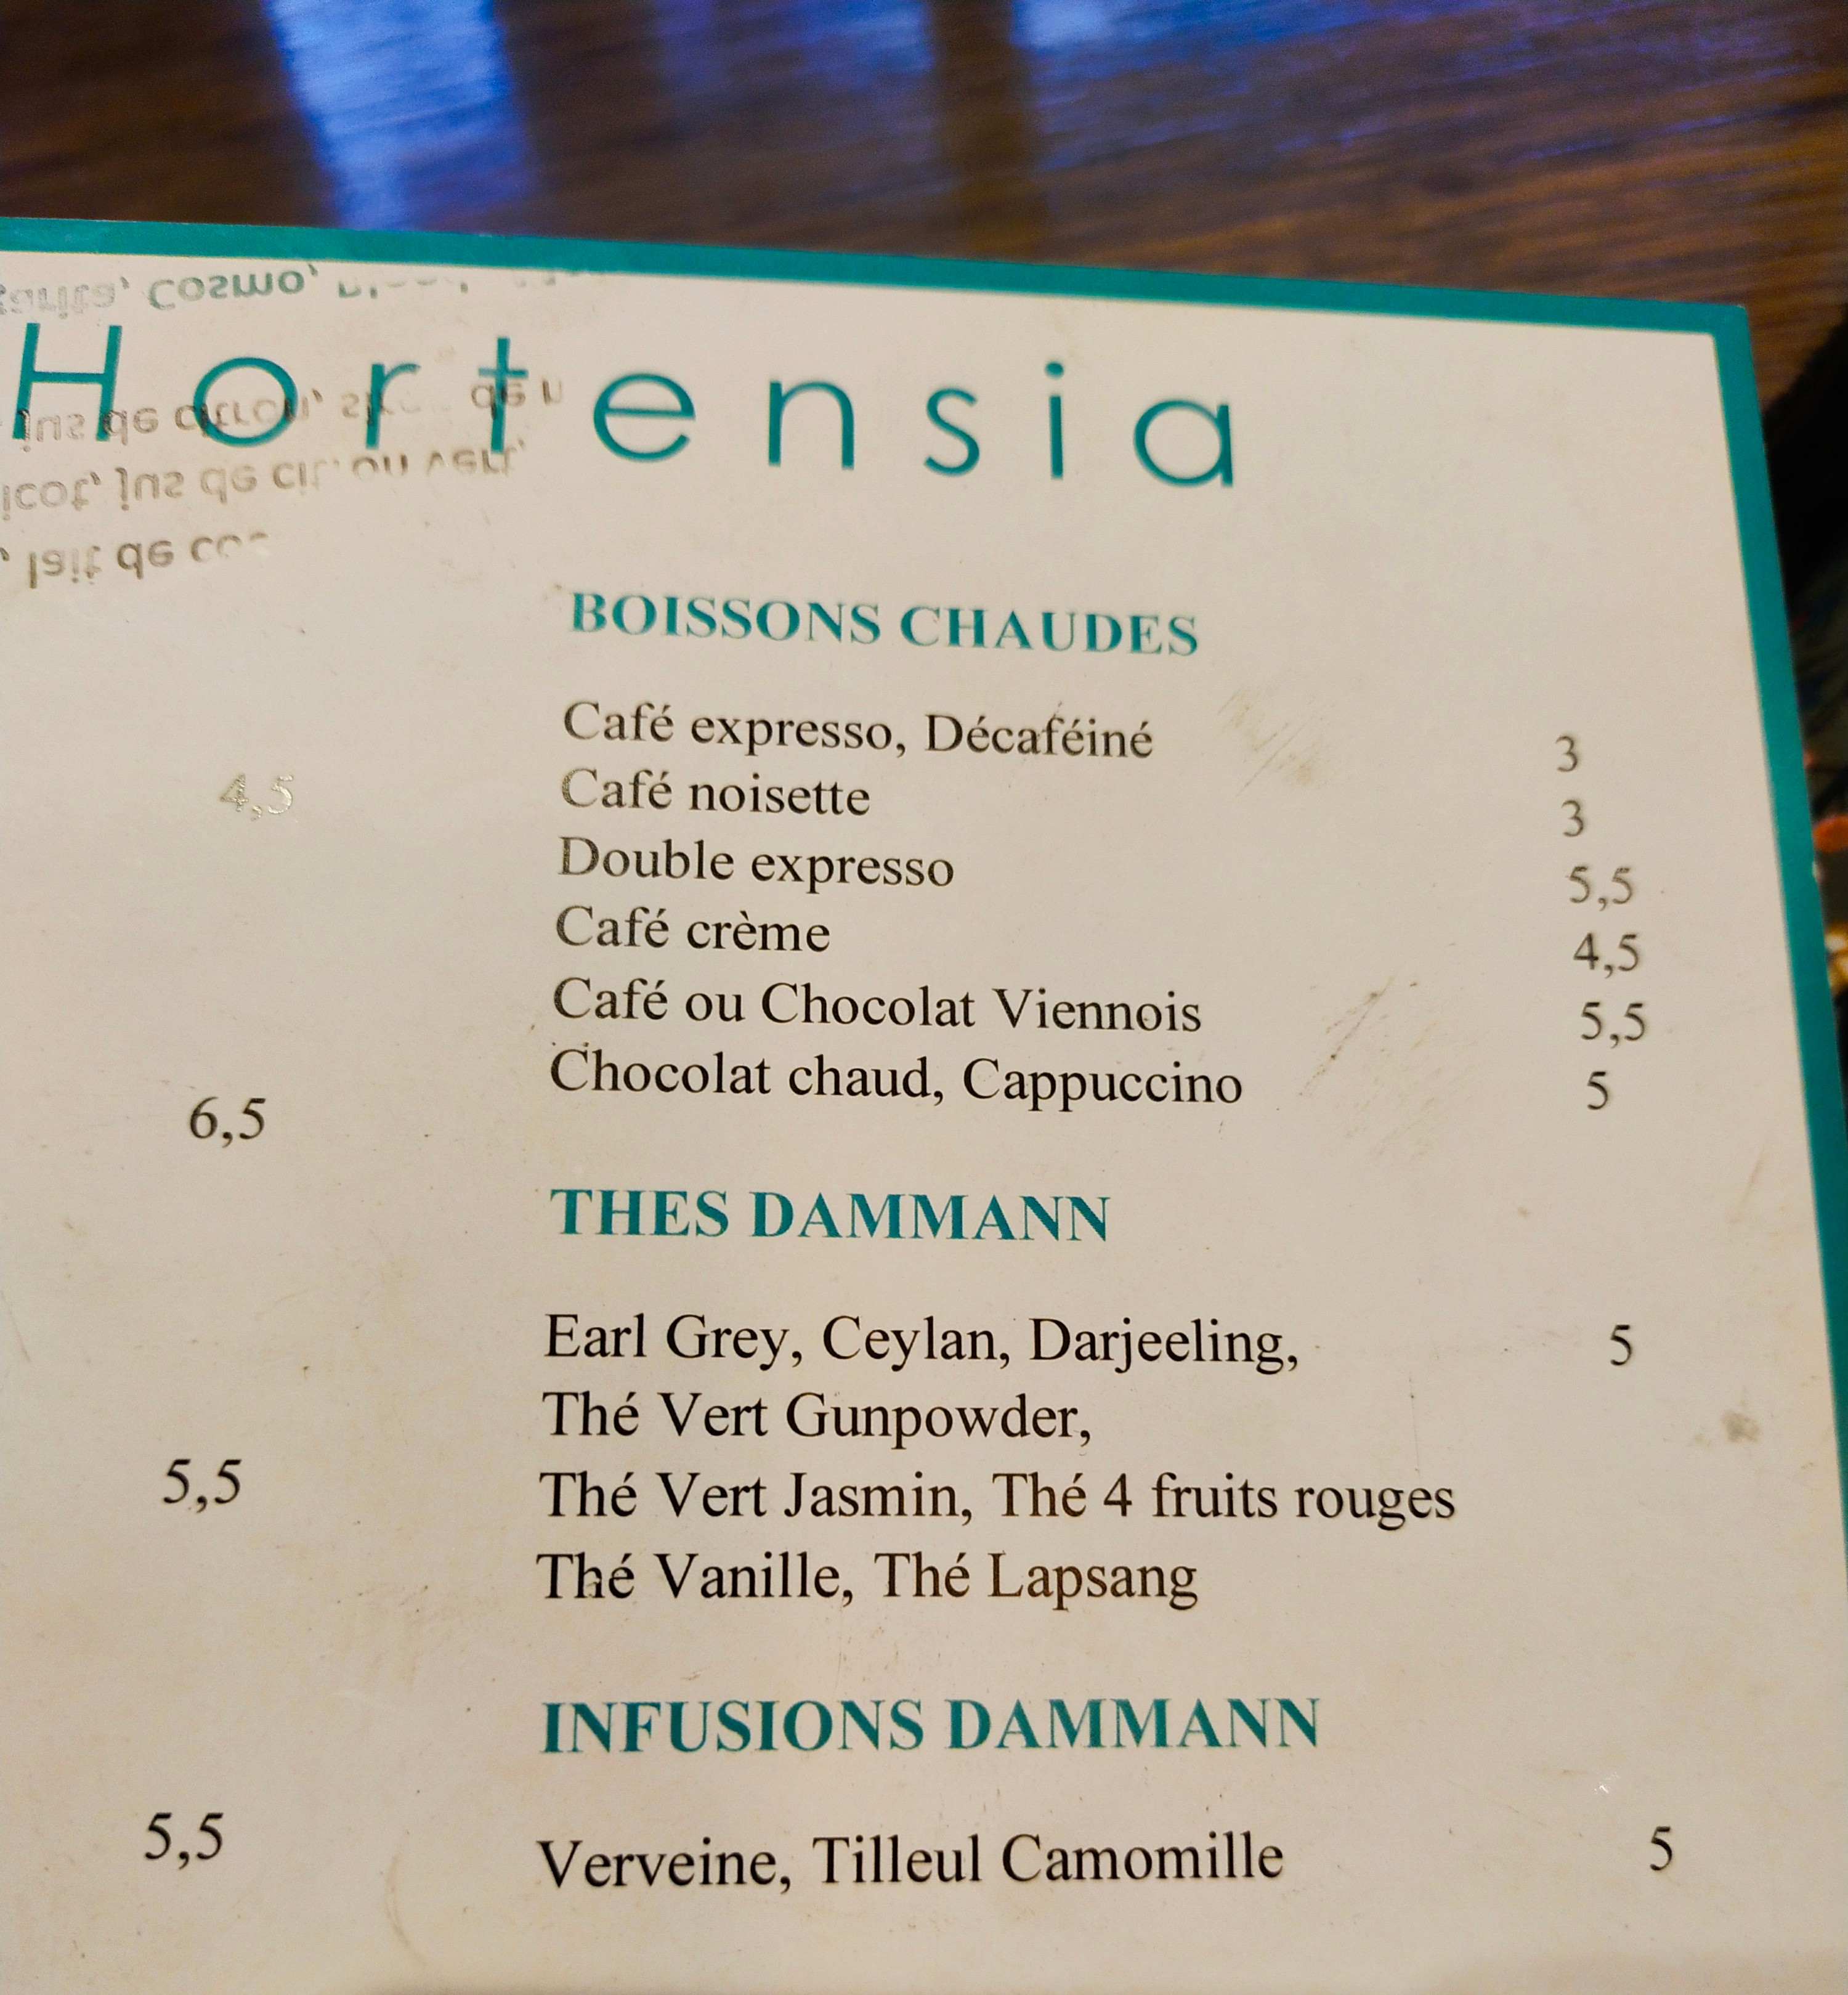 Hortensia
BOISSONS CHAUDES
Café expresso, Décaféiné 3
4,5
Café noisette 3
Double expresso 5,5
Café crème 4,5
Café ou Chocolat Viennois 5,5
Chocolat chaud, Cappuccino 5
6,5
THES DAMMANN
Earl Grey, Ceylan, Darjeeling, 5
Thé Vert Gunpowder,
5,5
Thé Vert Jasmin, Thé 4 fruits rouges
Thé Vanille, Thé Lapsang
INFUSIONS DAMMANN
5,5
Verveine, Tilleul Camomille 5